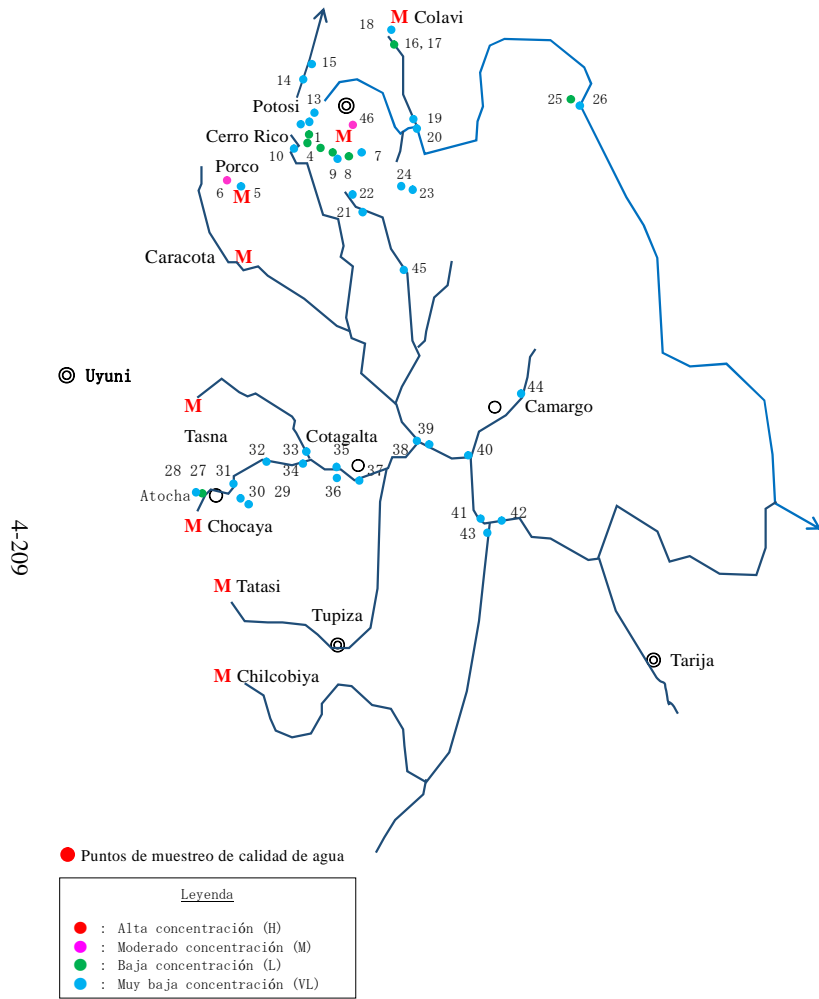 18
M Colavi
16,17
15
14
13
Potosi
46
19
25
26
Cerro Rico
1
M
20
10
4
7
Porco
9
8
6
M
5
24
23
22
21
Caracota
M
45
Uyuni
44
M
Camargo
Tasna
Cotagalta
39
32
33
35
38
40
28
27
31
34
37
Atocha
30
29
36
M Chocaya
41
42
43
4-209
M Tatasi
Tupiza
Tarija
M Chilcobiya
Puntos de muestreo de calidad de agua
Leyenda
: Alta concentración (H)
: Moderado concentración (M)
: Baja concentración (L)
: Muy baja concentración (VL)